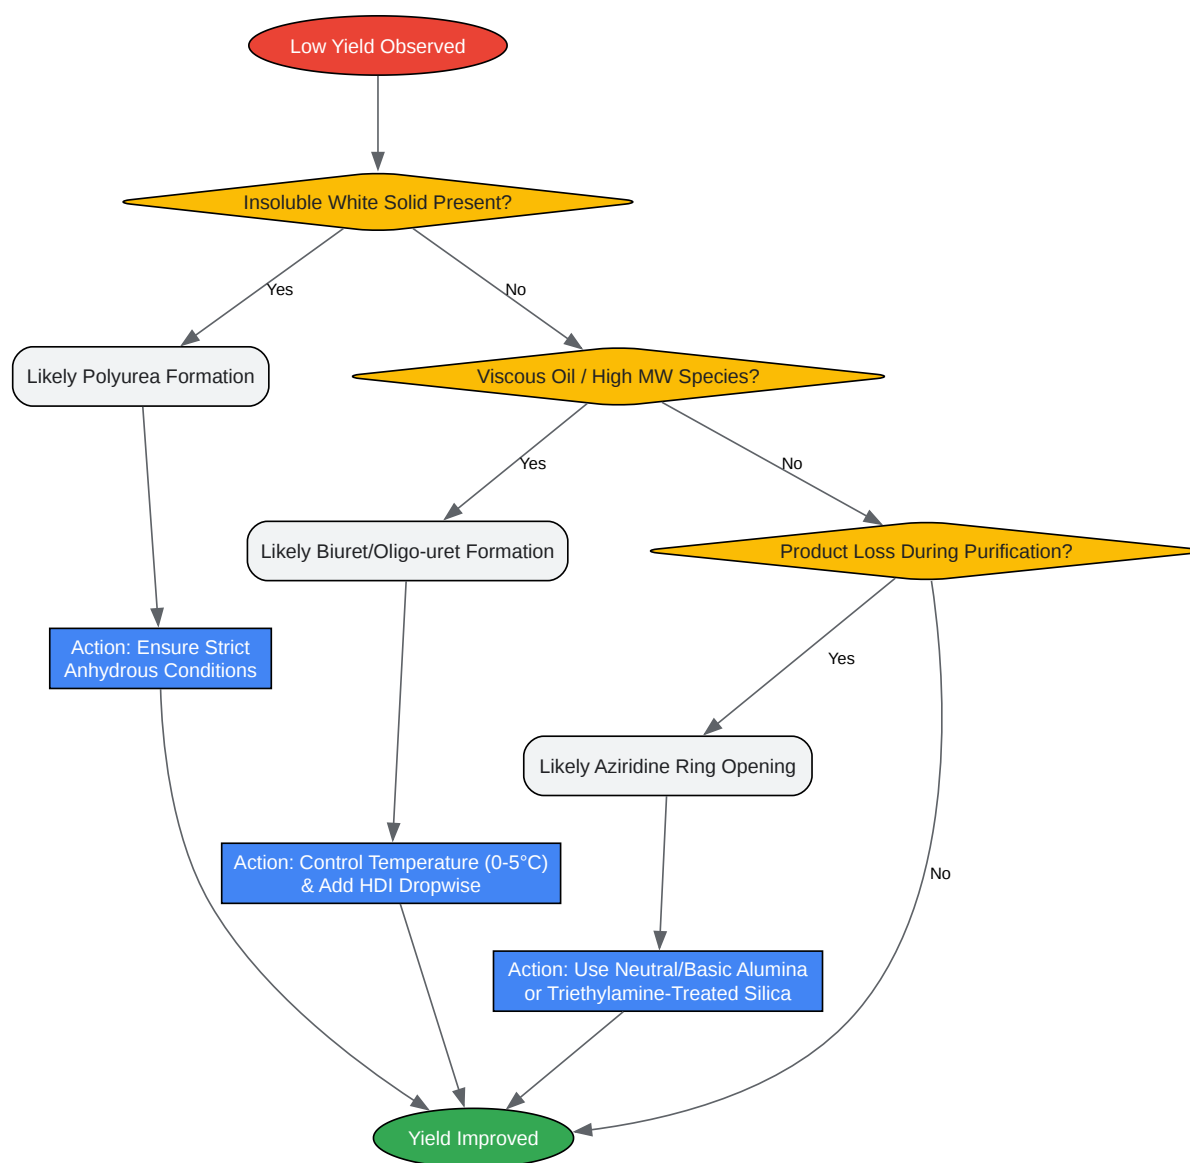 Low Yield Observed
Insoluble White Solid Present?
Yes
No
Likely Polyurea Formation
Viscous Oil / High MW Species?
Yes
No
Likely Biuret/Oligo-uret Formation
Product Loss During Purification?
Action: Ensure Strict
Anhydrous Conditions
Yes
Likely Aziridine Ring Opening
Action: Control Temperature (0-5°C)
& Add HDI Dropwise
No
Action: Use Neutral/Basic Alumina
or Triethylamine-Treated Silica
Yield Improved